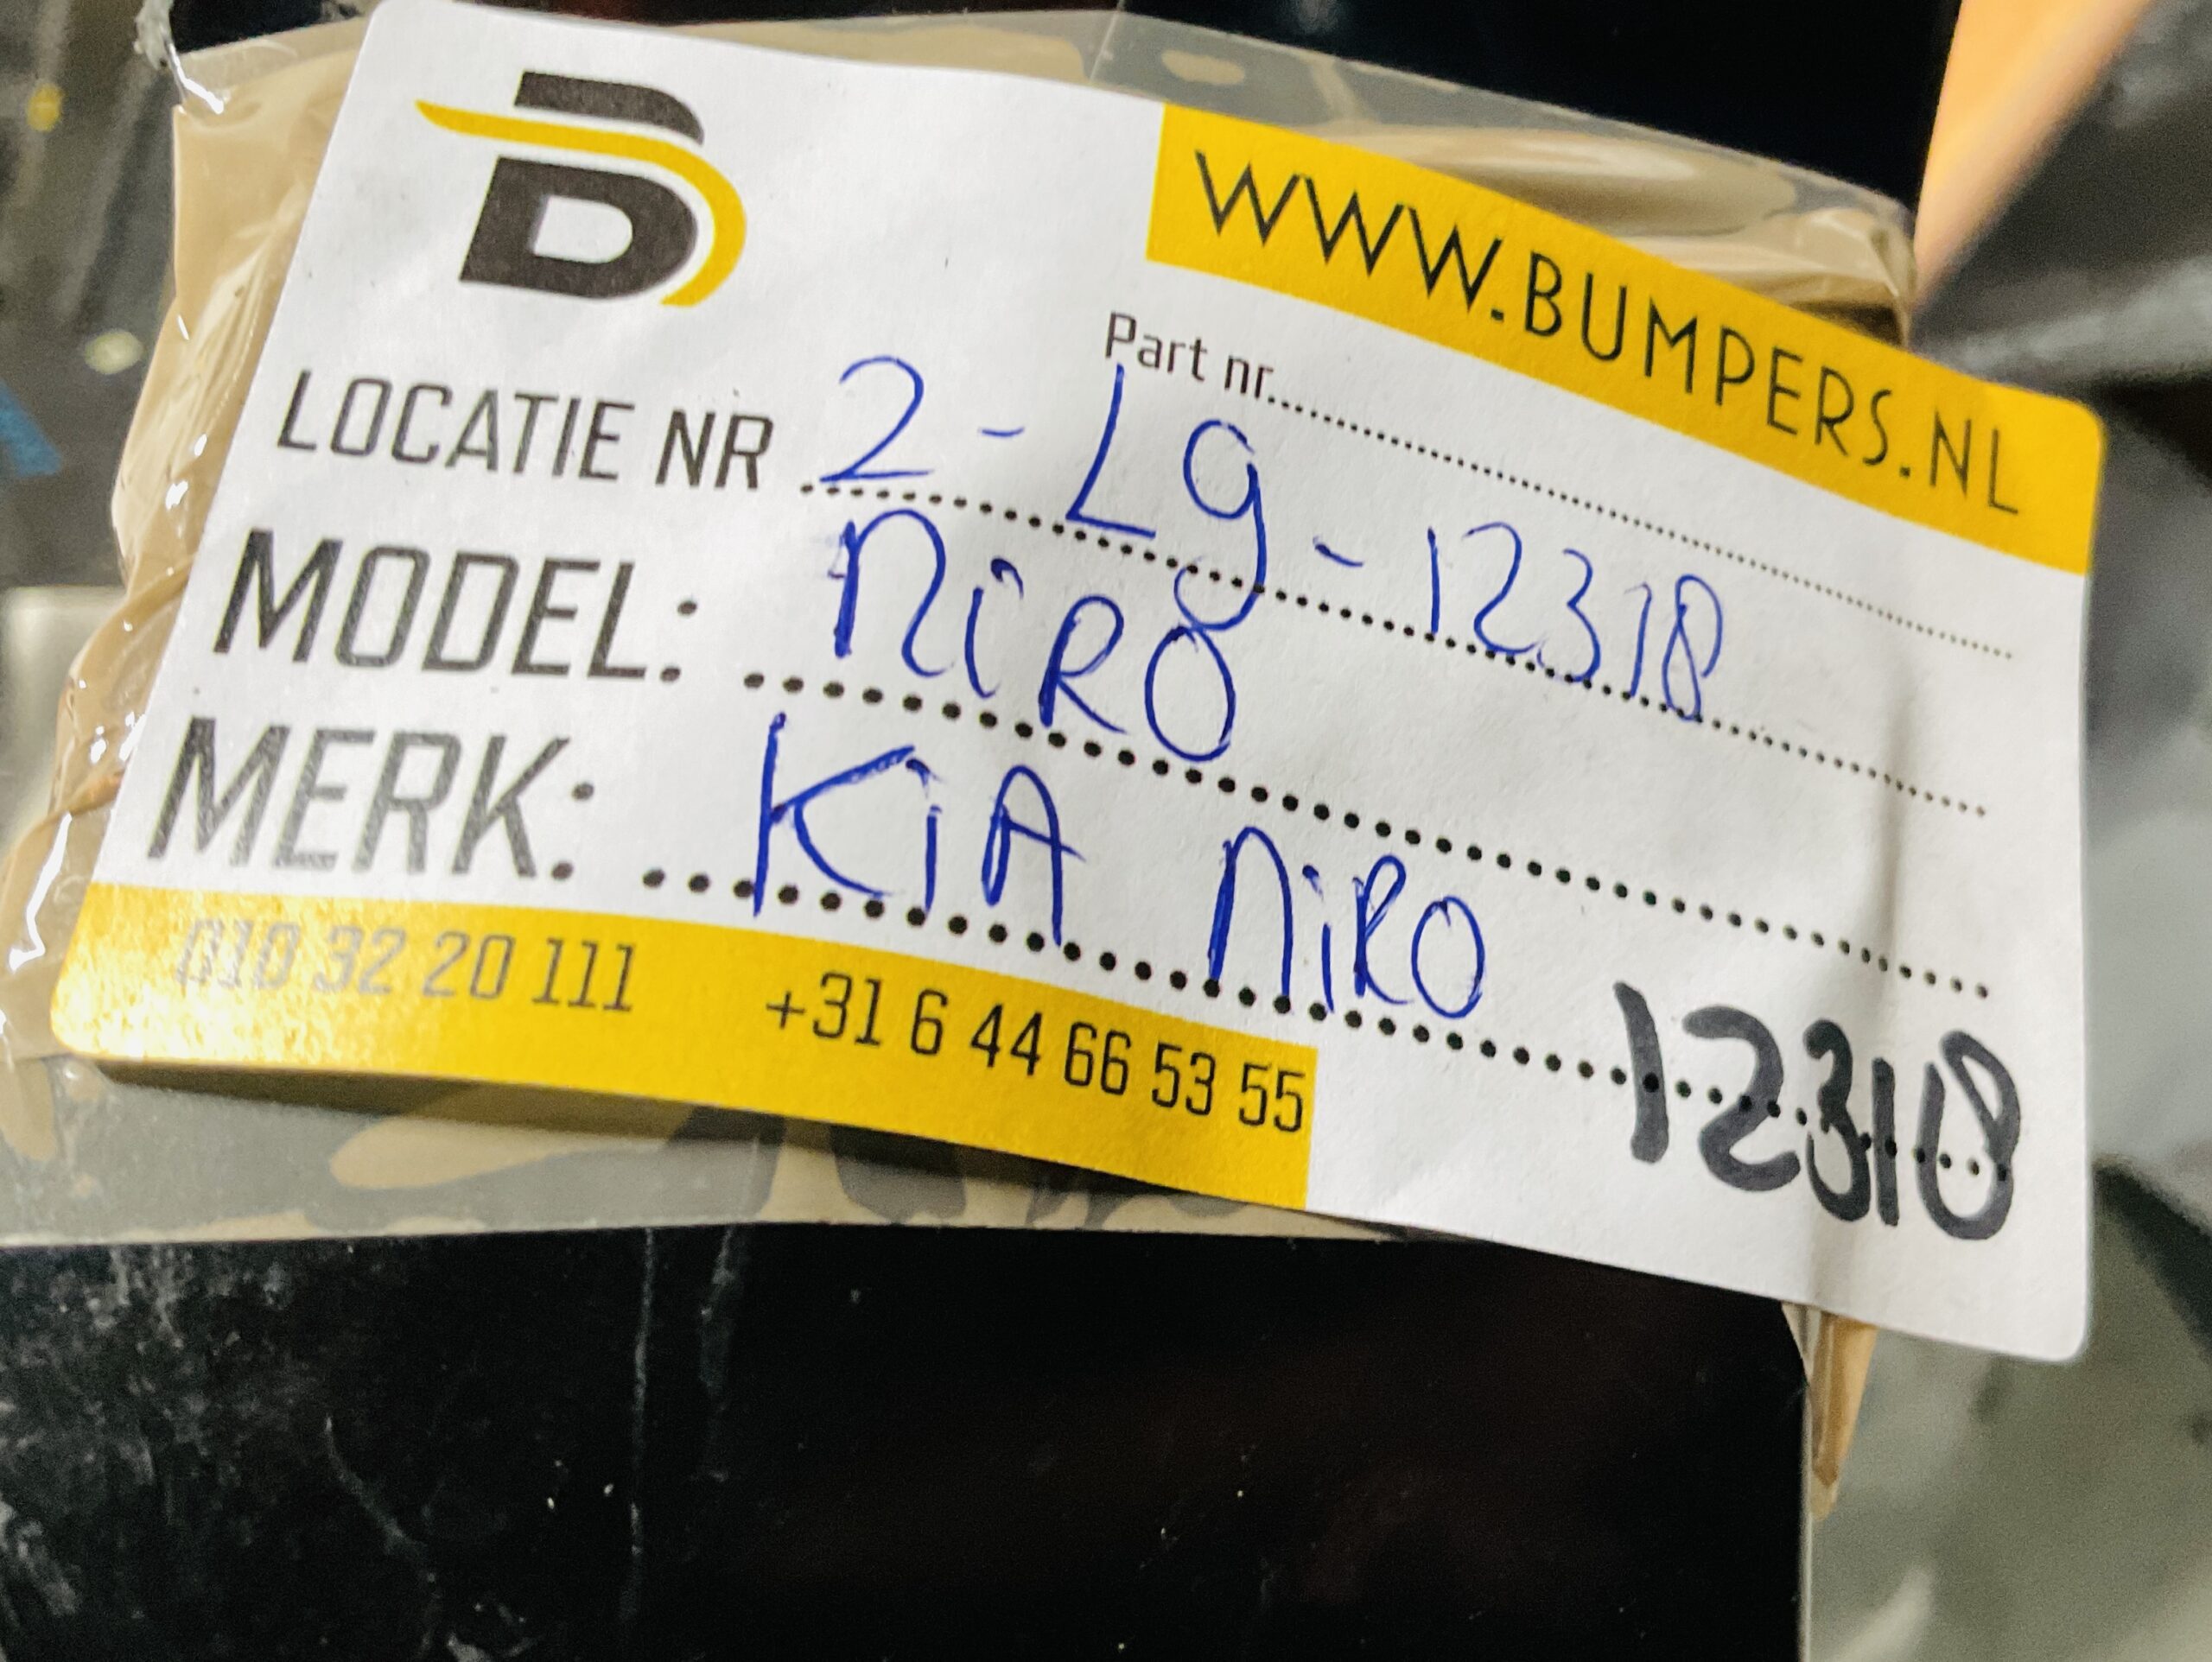 B
WWW.BUMPERS.NL
Part nr..........
LOCATIE NR 2-L9-12318
MODEL: NiRO
MERK: KiA NiRO
12318
010 32 20 111 +31 6 44 66 53 55